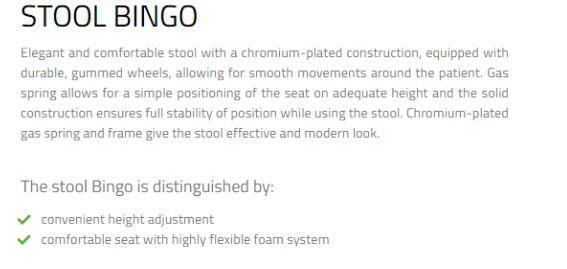 STOOL BINGO
Elegant and comfortable stool with a chromium-plated construction, equipped with
durable, gummed wheels, allowing for smooth movements around the patient. Gas
spring allows for a simple positioning of the seat on adequate height and the solid
construction ensures full stability of position while using the stool. Chromium-plated
gas spring and frame give the stool effective and modern look.
The stool Bingo is distinguished by:
convenient height adjustment
comfortable seat with highly flexible foam system